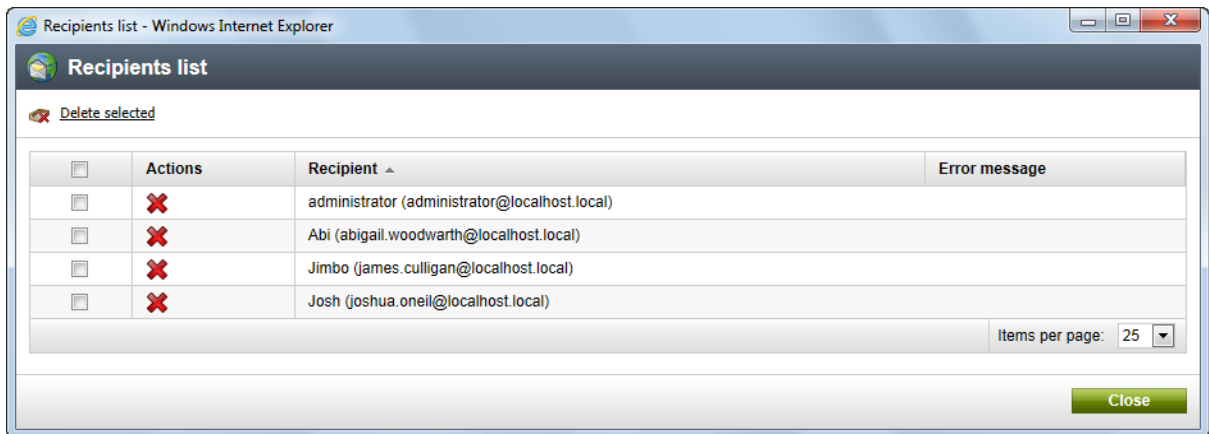 Recipients list - Windows Internet Explorer
Recipients list
Delete selected
Actions Recipient Error message
administrator (administrator@localhost.local)
Abi (abigail.woodwarth@localhost.local)
Jimbo (james.culligan@localhost.local)
Josh (joshua.oneil@localhost.local)
Items per page: 25
Close